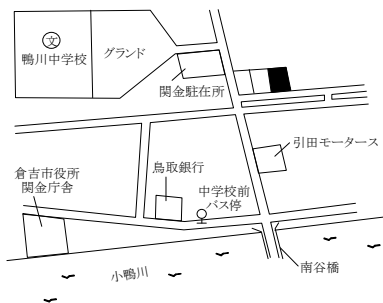 文
鴨川中学校
グランド
関金駐在所
引田モータース
鳥取銀行
倉吉市役所
関金庁舎
中学校前
バス停
南谷橋
小鴨川